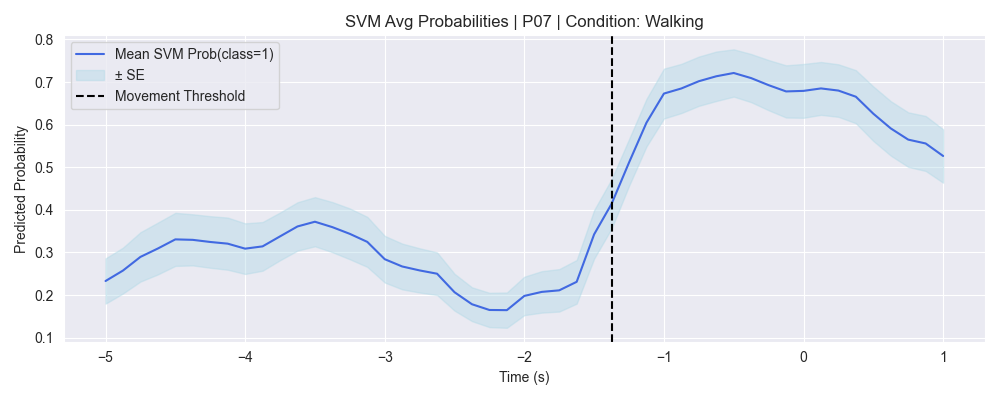 SVM Avg Probabilities | P07 | Condition: Walking
Mean SVM Prob(class=1)
± SE
Movement Threshold
Predicted Probability
0.8
0.7
0.6
0.5
0.4
0.3
0.2
0.1
−5
−4
−3
−2
−1
0
1
Time (s)